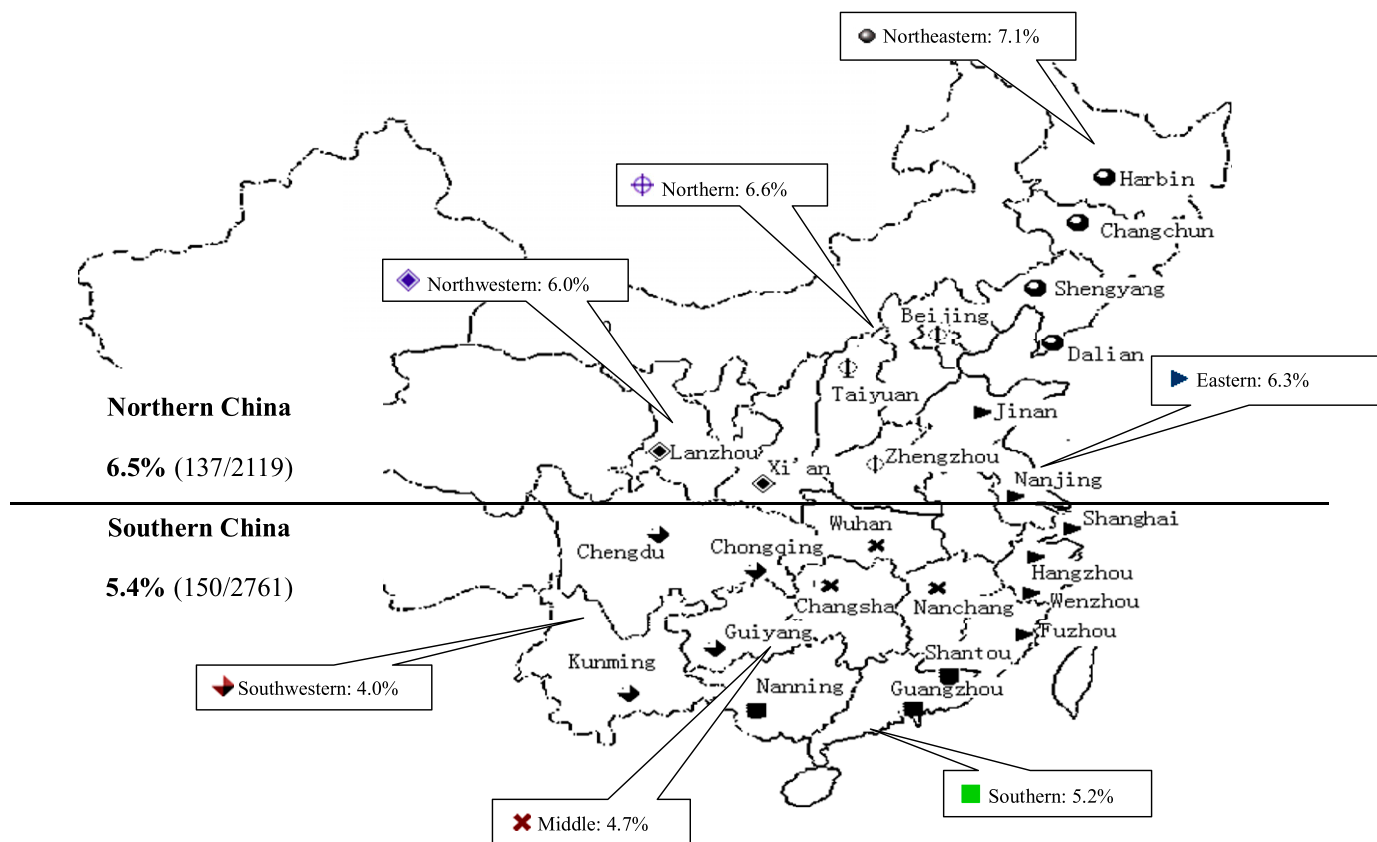 Northeastern: 7.1%
Harbin
Northern: 6.6%
Changchun
Northwestern: 6.0%
Shengyang
Beijing
Dalian
Eastern: 6.3%
Taiyuan
Northern China
Jinan
Lanzhou
Zhengzhou
6.5% (137/2119)
Xi'an
Nanjing
Southern China
Wuhan
Shanghai
Chengdu
Chongqing
Hangzhou
5.4% (150/2761)
Changsha
Nanchang
Wenzhou
Guiyang
Fuzhou
Shantou
Kunming
Southwestern: 4.0%
Nanning
Guangzhou
Southern: 5.2%
Middle: 4.7%